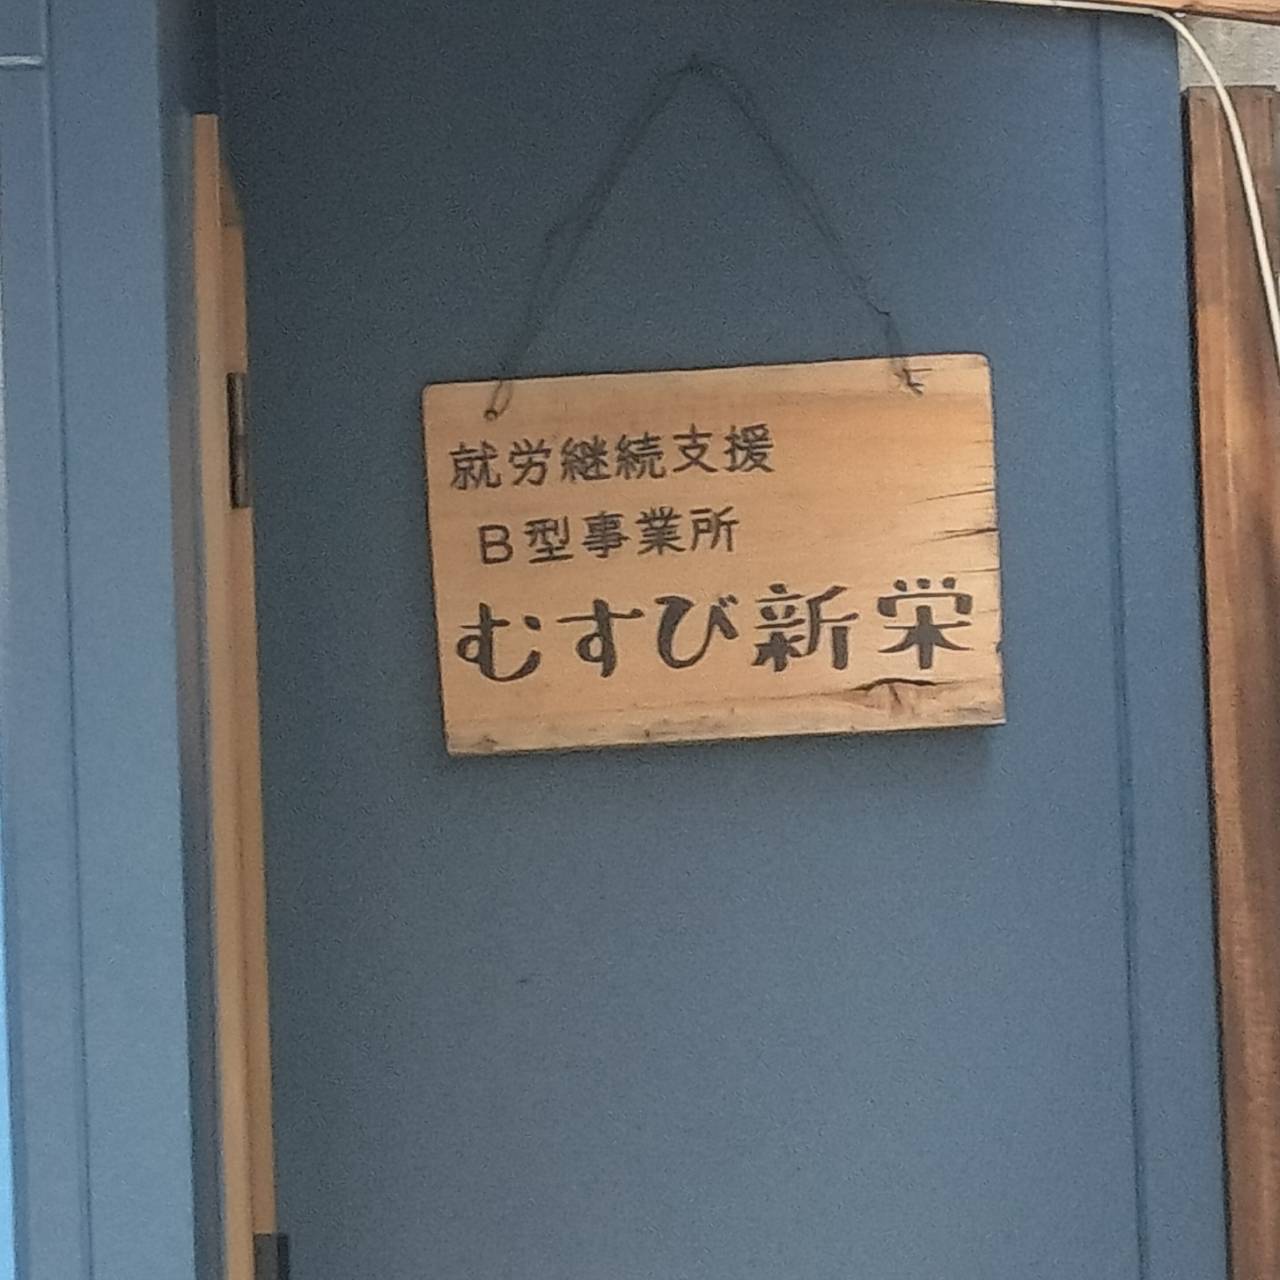 就労継続支援
B型事業所
むすび新栄